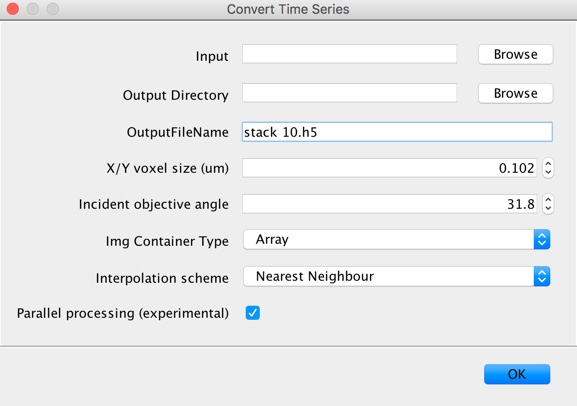 Convert Time Series
Input Browse
Output Directory Browse
OutputFileName stack 10.h5
X/Y voxel size (um) 0.102
Incident objective angle 31.8
Img Container Type Array
Interpolation scheme Nearest Neighbour
Parallel processing (experimental)
OK